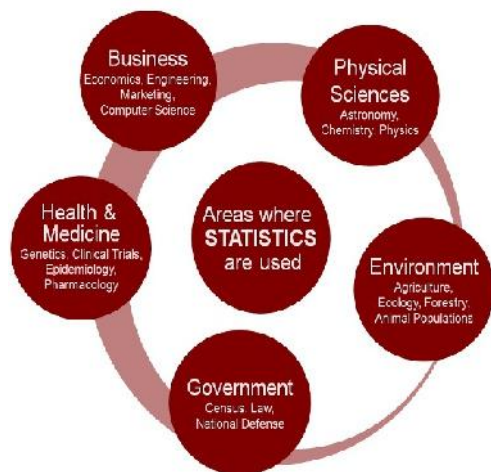 Business
Economics, Engineering,
Marketing,
Computer Science
Physical
Sciences
Astronomy,
Chemistry, Physics
Health &
Medicine
Genetics, Clinical Trials,
Epidemiology,
Pharmacology
Areas where
STATISTICS
are used
Environment
Agriculture,
Ecology, Forestry,
Animal Populations
Government
Census, Law,
National Defense